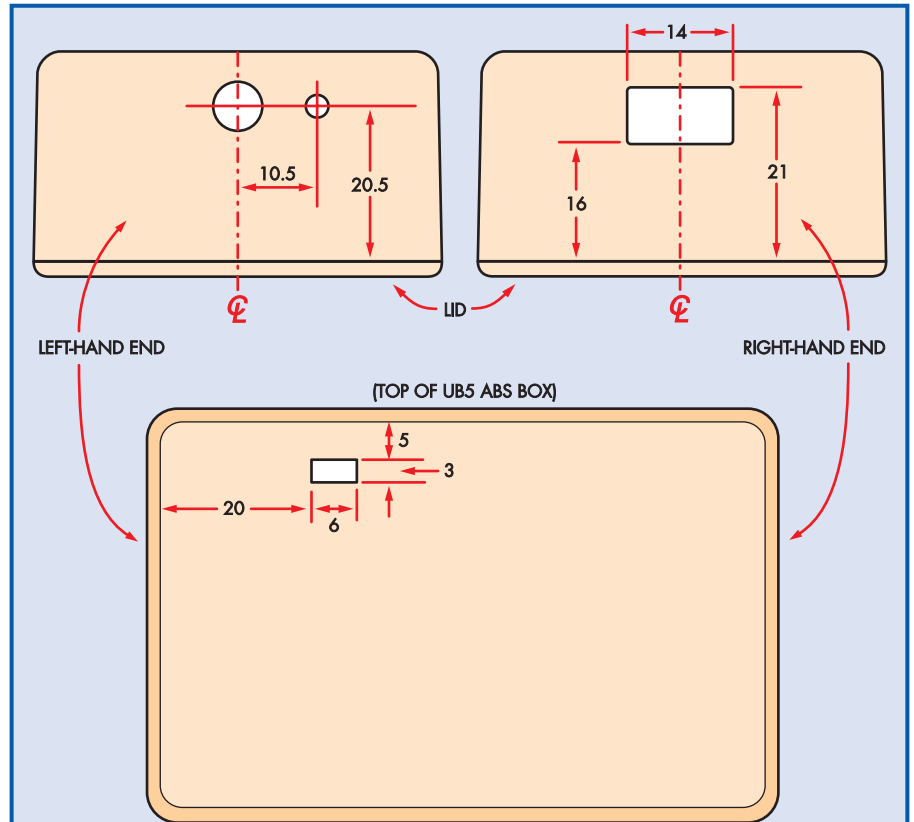 14
10.5
20.5
16
21
℄
℄
LID
LEFT-HAND END
RIGHT-HAND END
(TOP OF UB5 ABS BOX)
5
3
20
6